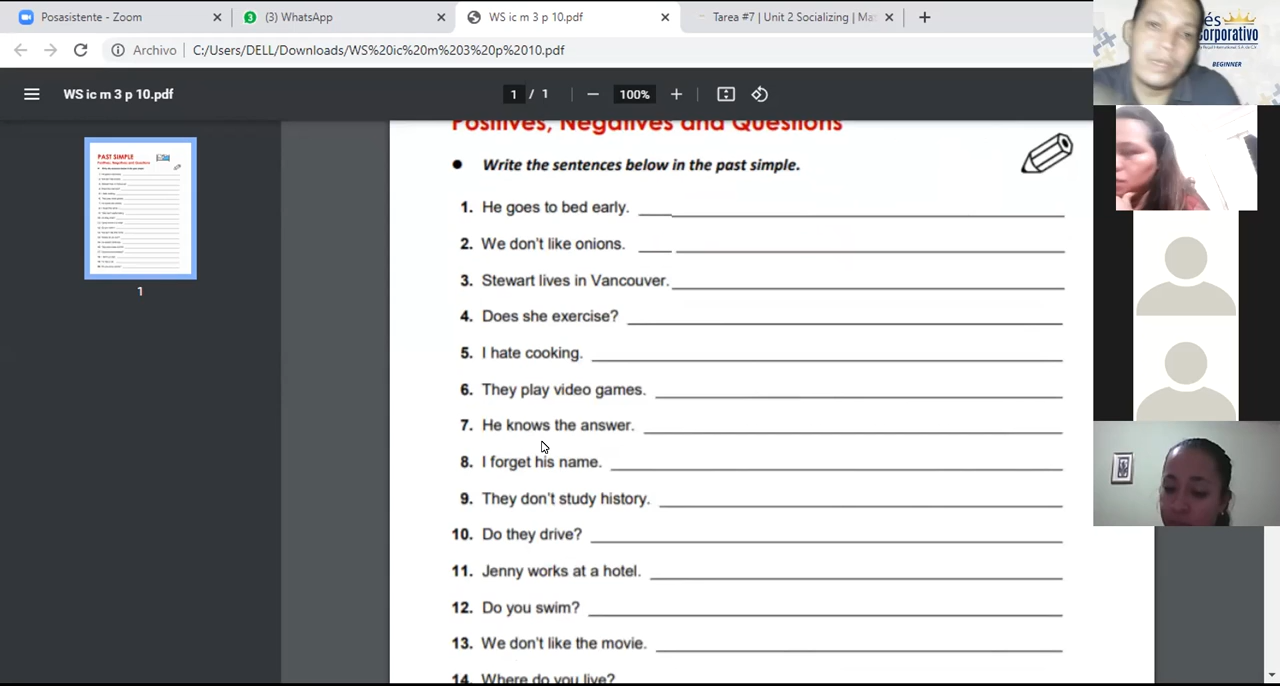 Posasistente - Zoom
(3) WhatsApp
WS ic m 3 p 10.pdf
Tarea #7 | Unit 2 Socializing | Ma
Archivo
C:/Users/DELL/Downloads/WS%20ic%20m%203%20p%2010.pdf
és
Corporativo
BEGINNER
WS ic m 3 p 10.pdf
1 / 1
100%
PAST SIMPLE
Positives, Negatives and Questions
1
Positives, Negatives and Questions
● Write the sentences below in the past simple.
1. He goes to bed early.
2. We don't like onions.
3. Stewart lives in Vancouver.
4. Does she exercise?
5. I hate cooking.
6. They play video games.
7. He knows the answer.
8. I forget his name.
9. They don't study history.
10. Do they drive?
11. Jenny works at a hotel.
12. Do you swim?
13. We don't like the movie.
14. Where do you live?